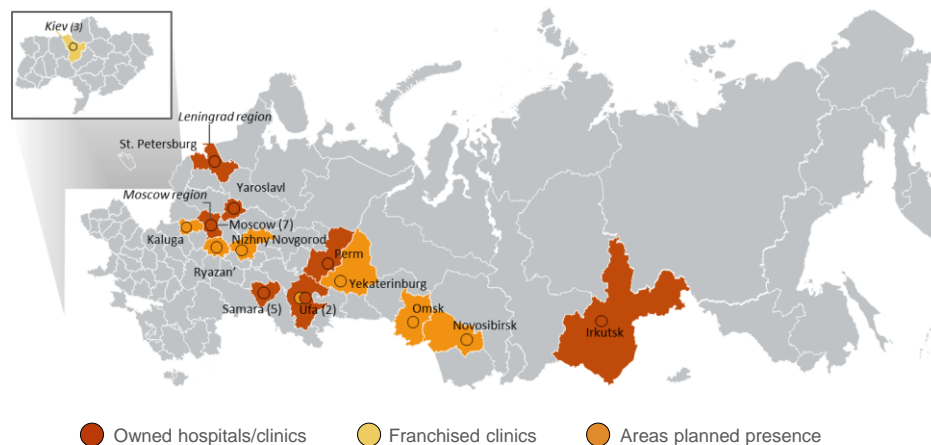 Kiev (3)
Leningrad region
St. Petersburg
Yaroslavl
Moscow region
Moscow (7)
Kaluga
Nizhny Novgorod
Ryazan'
Perm
Yekaterinburg
Samara (5)
Ufa (2)
Omsk
Novosibirsk
Irkutsk
Owned hospitals/clinics
Franchised clinics
Areas planned presence